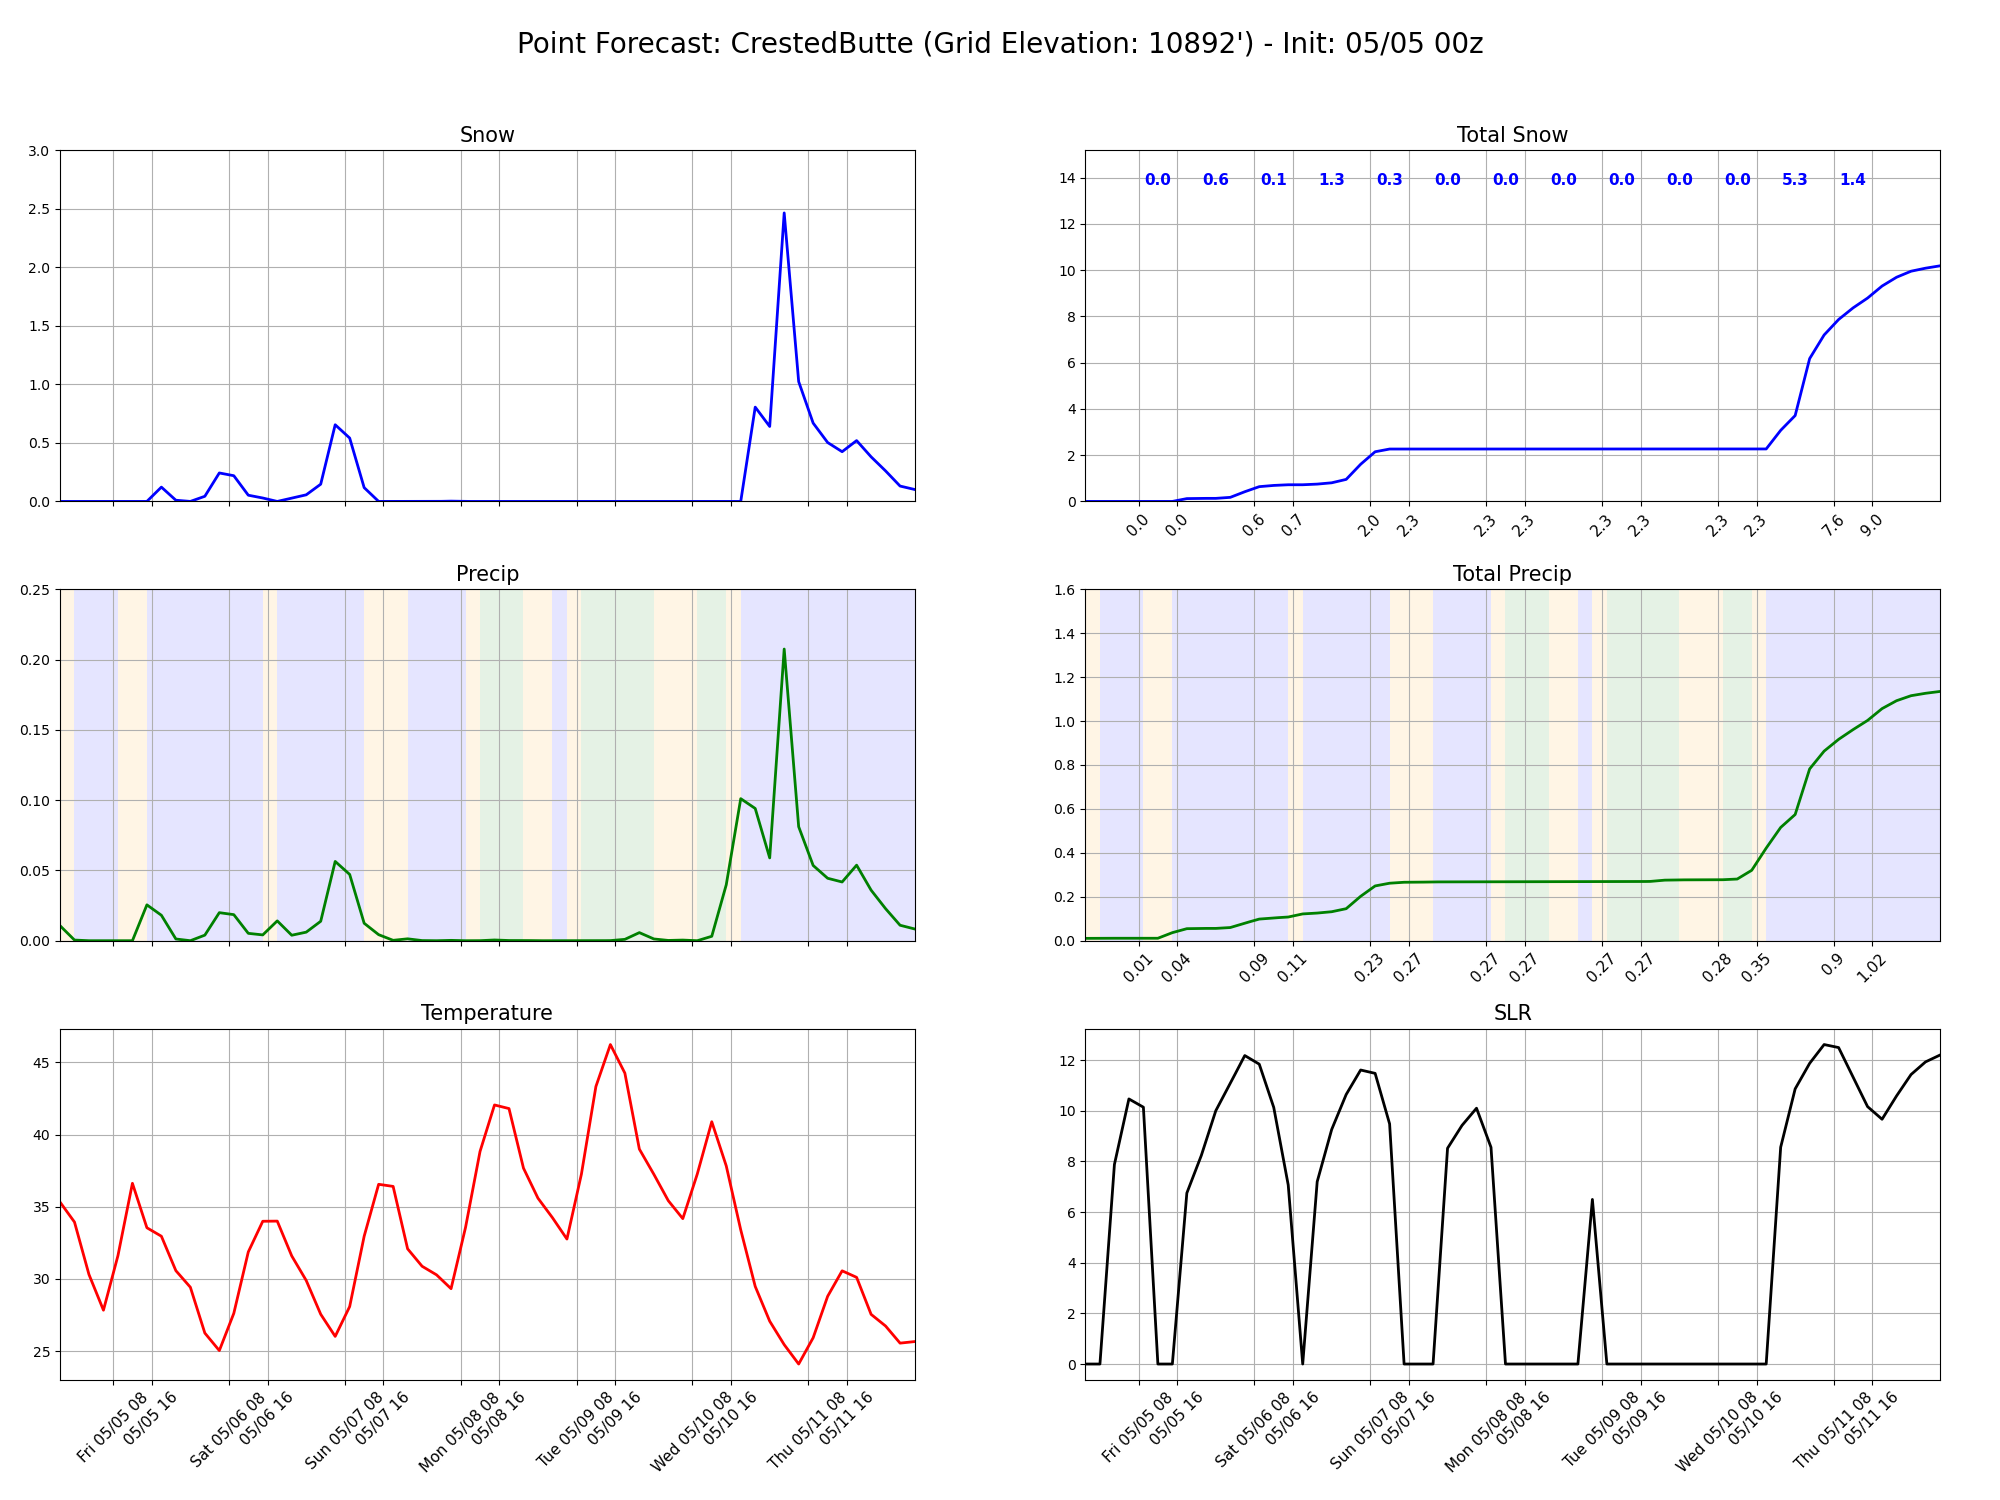 Point Forecast: CrestedButte (Grid Elevation: 10892') - Init: 05/05 00z
Snow
3.0
2.5
2.0
1.5
1.0
0.5
0.0
Total Snow
14
12
10
8
6
4
2
0
0.0 0.6 0.1 1.3 0.3 0.0 0.0 0.0 0.0 0.0 0.0 5.3 1.4
0.0 0.0 0.6 0.7 2.0 2.3 2.3 2.3 2.3 2.3 2.3 2.3 7.6 9.0
Precip
0.25
0.20
0.15
0.10
0.05
0.00
Total Precip
1.6
1.4
1.2
1.0
0.8
0.6
0.4
0.2
0.0
0.01 0.04 0.09 0.11 0.23 0.27 0.27 0.27 0.27 0.27 0.28 0.35 0.9 1.02
Temperature
45
40
35
30
25
Fri 05/05 08
05/05 16
Sat 05/06 08
05/06 16
Sun 05/07 08
05/07 16
Mon 05/08 08
05/08 16
Tue 05/09 08
05/09 16
Wed 05/10 08
05/10 16
Thu 05/11 08
05/11 16
SLR
12
10
8
6
4
2
0
Fri 05/05 08
05/05 16
Sat 05/06 08
05/06 16
Sun 05/07 08
05/07 16
Mon 05/08 08
05/08 16
Tue 05/09 08
05/09 16
Wed 05/10 08
05/10 16
Thu 05/11 08
05/11 16